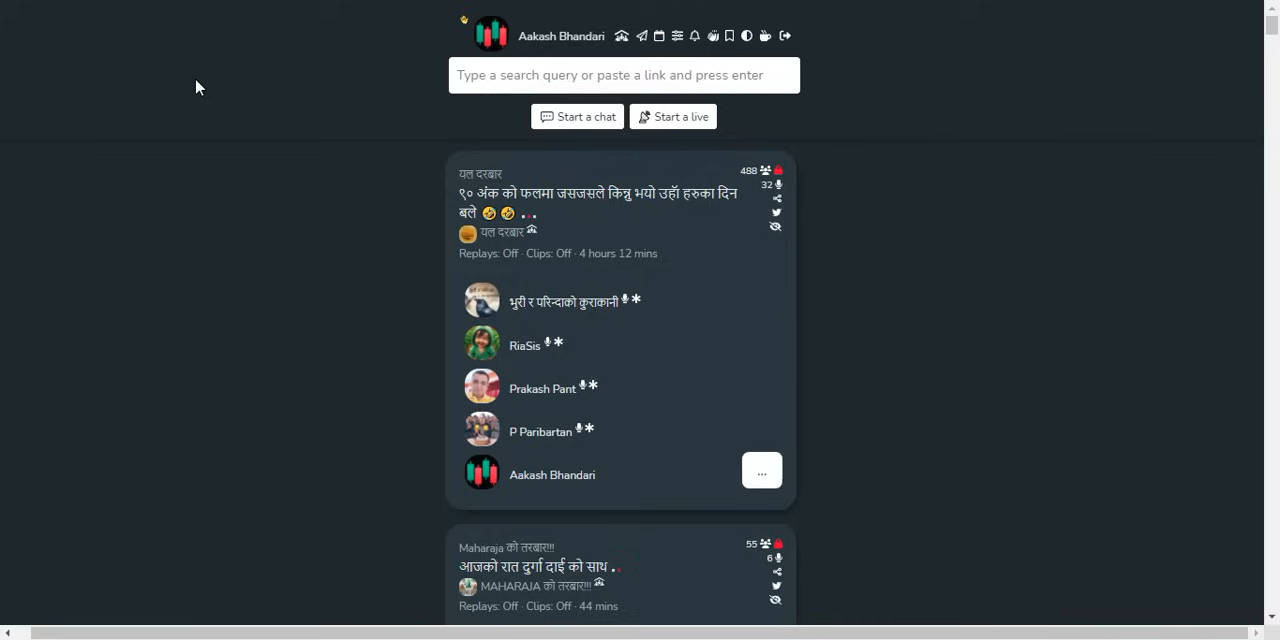 Aakash Bhandari
Type a search query or paste a link and press enter
Start a chat
Start a live
यल दरबार
488
९० अंक को फलमा जसजसले किन्नु भयो उहाॅ हरुका दिन
32
बले 🤣 🤣 ...
यल दरबार
Replays: Off · Clips: Off · 4 hours 12 mins
भुरी र परिन्दाको कुराकानी
RiaSis
Prakash Pant
P Paribartan
Aakash Bhandari
...
Maharaja को तरबार!!!
55
आजको रात दुर्गा दाई को साथ ..
6
MAHARAJA को तरबार!!!
Replays: Off · Clips: Off · 44 mins